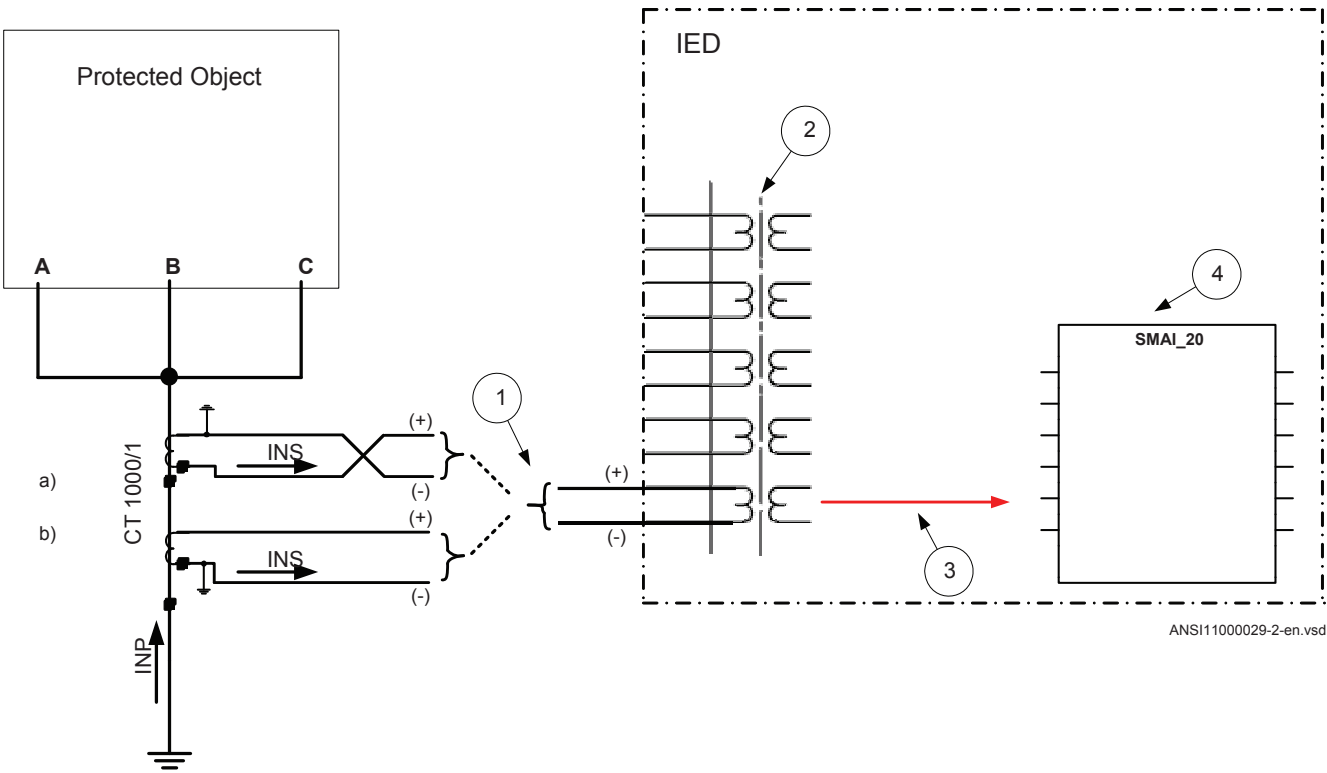 IED
Protected Object
2
A B C
4
SMAI_20
1
(+)
INS
CT 1000/1
a)
(-)
(+)
(+)
b)
INS
(-)
(-)
3
ANSI11000029-2-en.vsd
INP